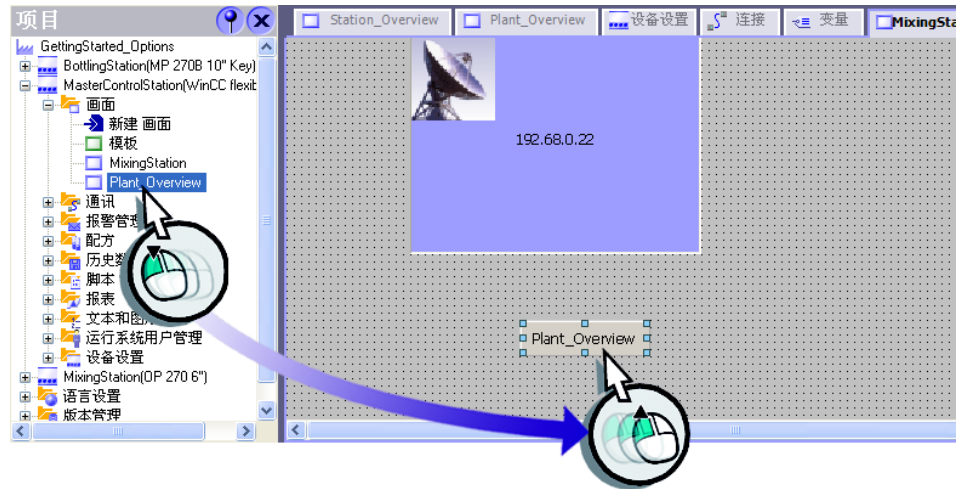 项目
Station_Overview
Plant_Overview
设备设置
连接
变量
MixingSta
GettingStarted_Options
BottlingStation(MP 270B 10" Key)
MasterControlStation(WinCC flexit
画面
新建 画面
模板
MixingStation
Plant_Overview
通讯
报警管理
配方
历史数
脚本
报表
文本和图
运行系统用户管理
设备设置
MixingStation(OP 270 6")
语言设置
版本管理
192.68.0.22
Plant_Overview